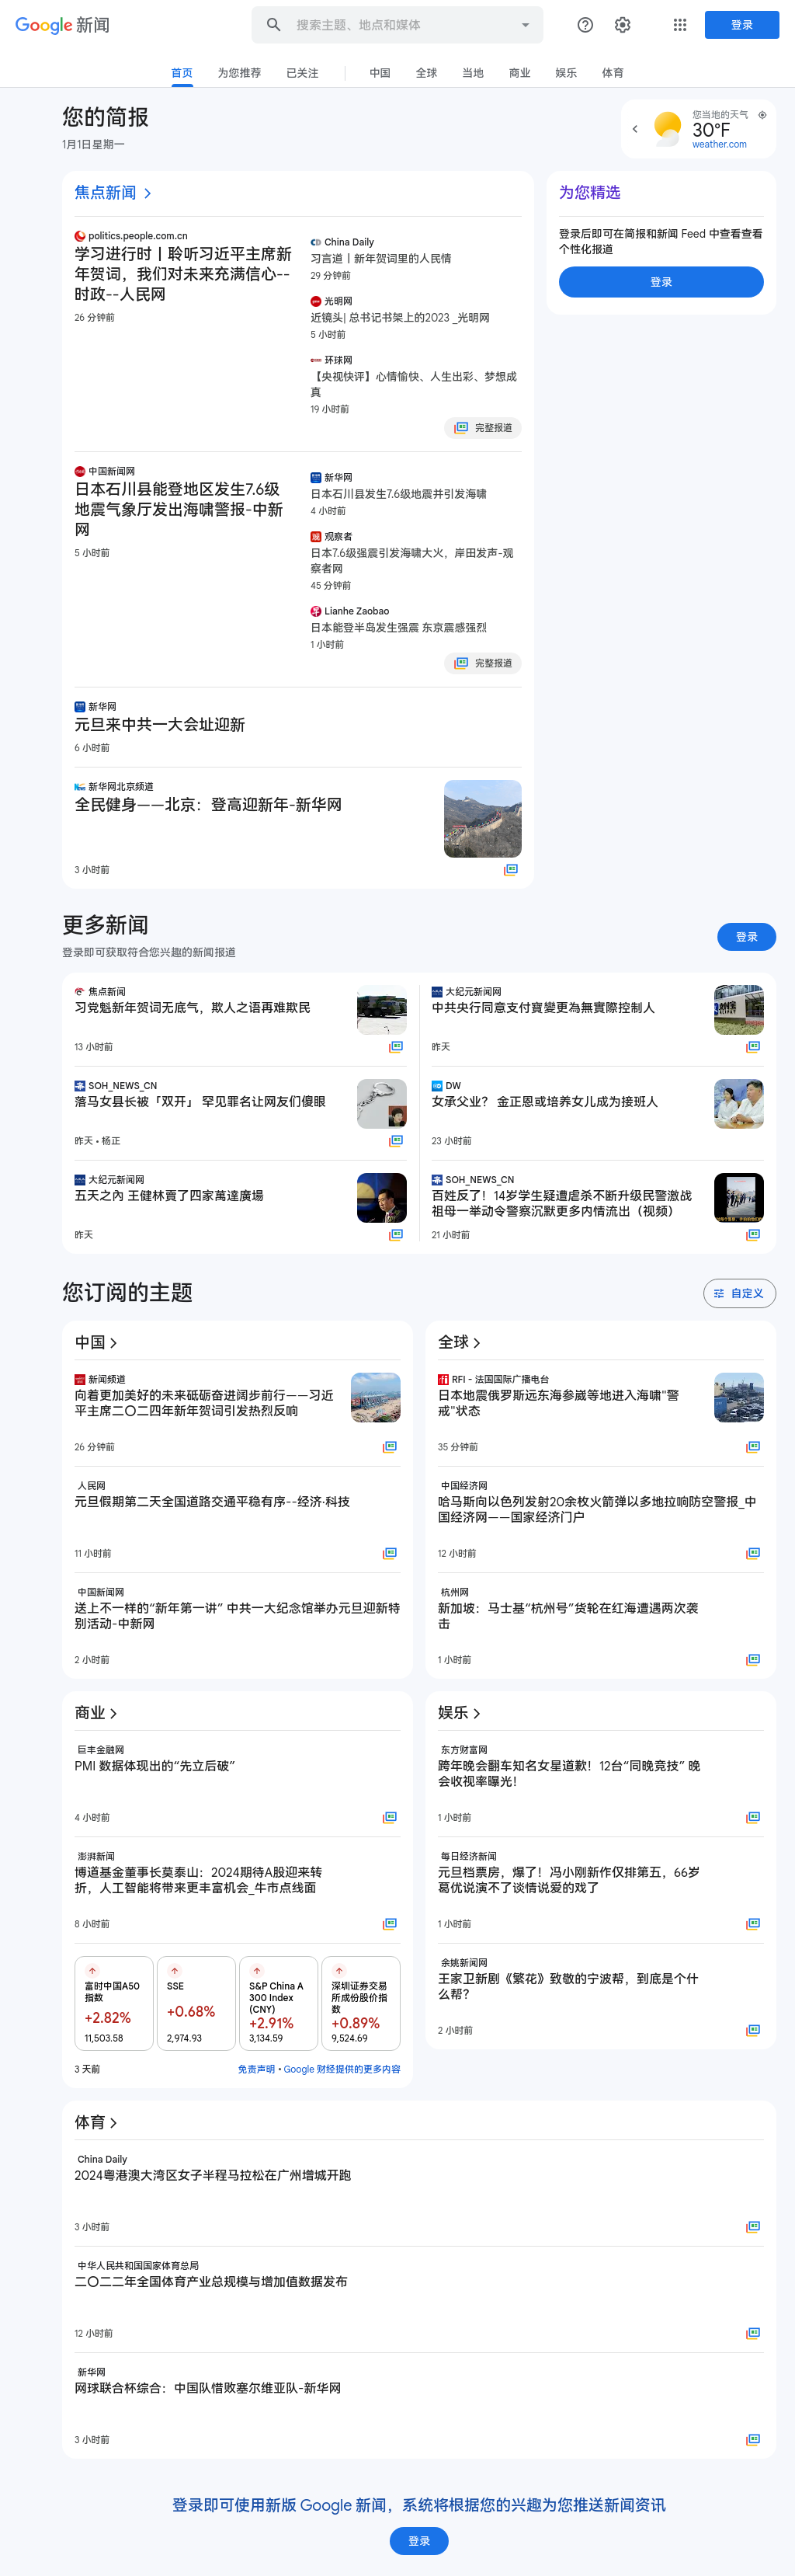 Google 新闻
搜索主题、地点和媒体
登录
首页
为您推荐
已关注
中国
全球
当地
商业
娱乐
体育
您的简报
1月1日星期一
您当地的天气
30°F
weather.com
焦点新闻
politics.people.com.cn
学习进行时丨聆听习近平主席新
年贺词，我们对未来充满信心--
时政--人民网
26 分钟前
China Daily
习言道丨新年贺词里的人民情
29 分钟前
光明网
近镜头| 总书记书架上的2023 _光明网
5 小时前
环球网
【央视快评】心情愉快、人生出彩、梦想成
真
19 小时前
完整报道
中国新闻网
日本石川县能登地区发生7.6级
地震气象厅发出海啸警报-中新
网
5 小时前
新华网
日本石川县发生7.6级地震并引发海啸
4 小时前
观察者
日本7.6级强震引发海啸大火，岸田发声-观
察者网
45 分钟前
Lianhe Zaobao
日本能登半岛发生强震 东京震感强烈
1 小时前
完整报道
新华网
元旦来中共一大会址迎新
6 小时前
新华网北京频道
全民健身——北京：登高迎新年-新华网
3 小时前
为您精选
登录后即可在简报和新闻 Feed 中查看查看
个性化报道
登录
更多新闻
登录即可获取符合您兴趣的新闻报道
登录
焦点新闻
习党魁新年贺词无底气，欺人之语再难欺民
13 小时前
大纪元新闻网
中共央行同意支付寶變更為無實際控制人
昨天
SOH_NEWS_CN
落马女县长被「双开」 罕见罪名让网友们傻眼
昨天 • 杨正
DW
女承父业？ 金正恩或培养女儿成为接班人
23 小时前
大纪元新闻网
五天之內 王健林賣了四家萬達廣場
昨天
SOH_NEWS_CN
百姓反了！14岁学生疑遭虐杀不断升级民警激战
祖母一举动令警察沉默更多内情流出（视频）
21 小时前
您订阅的主题
自定义
中国
新闻频道
向着更加美好的未来砥砺奋进阔步前行——习近
平主席二〇二四年新年贺词引发热烈反响
26 分钟前
人民网
元旦假期第二天全国道路交通平稳有序--经济·科技
11 小时前
中国新闻网
送上不一样的“新年第一讲” 中共一大纪念馆举办元旦迎新特
别活动-中新网
2 小时前
全球
RFI - 法国国际广播电台
日本地震俄罗斯远东海参崴等地进入海啸"警
戒"状态
35 分钟前
中国经济网
哈马斯向以色列发射20余枚火箭弹以多地拉响防空警报_中
国经济网——国家经济门户
12 小时前
杭州网
新加坡：马士基“杭州号”货轮在红海遭遇两次袭
击
1 小时前
商业
巨丰金融网
PMI 数据体现出的“先立后破”
4 小时前
澎湃新闻
博道基金董事长莫泰山：2024期待A股迎来转
折，人工智能将带来更丰富机会_牛市点线面
8 小时前
富时中国A50
指数
+2.82%
11,503.58
SSE
+0.68%
2,974.93
S&P China A
300 Index
(CNY)
+2.91%
3,134.59
深圳证券交易
所成份股价指
数
+0.89%
9,524.69
3 天前
免责声明 • Google 财经提供的更多内容
娱乐
东方财富网
跨年晚会翻车知名女星道歉！12台“同晚竞技” 晚
会收视率曝光！
1 小时前
每日经济新闻
元旦档票房，爆了！冯小刚新作仅排第五，66岁
葛优说演不了谈情说爱的戏了
1 小时前
余姚新闻网
王家卫新剧《繁花》致敬的宁波帮，到底是个什
么帮？
2 小时前
体育
China Daily
2024粤港澳大湾区女子半程马拉松在广州增城开跑
3 小时前
中华人民共和国国家体育总局
二〇二二年全国体育产业总规模与增加值数据发布
12 小时前
新华网
网球联合杯综合：中国队惜败塞尔维亚队-新华网
3 小时前
登录即可使用新版 Google 新闻，系统将根据您的兴趣为您推送新闻资讯
登录